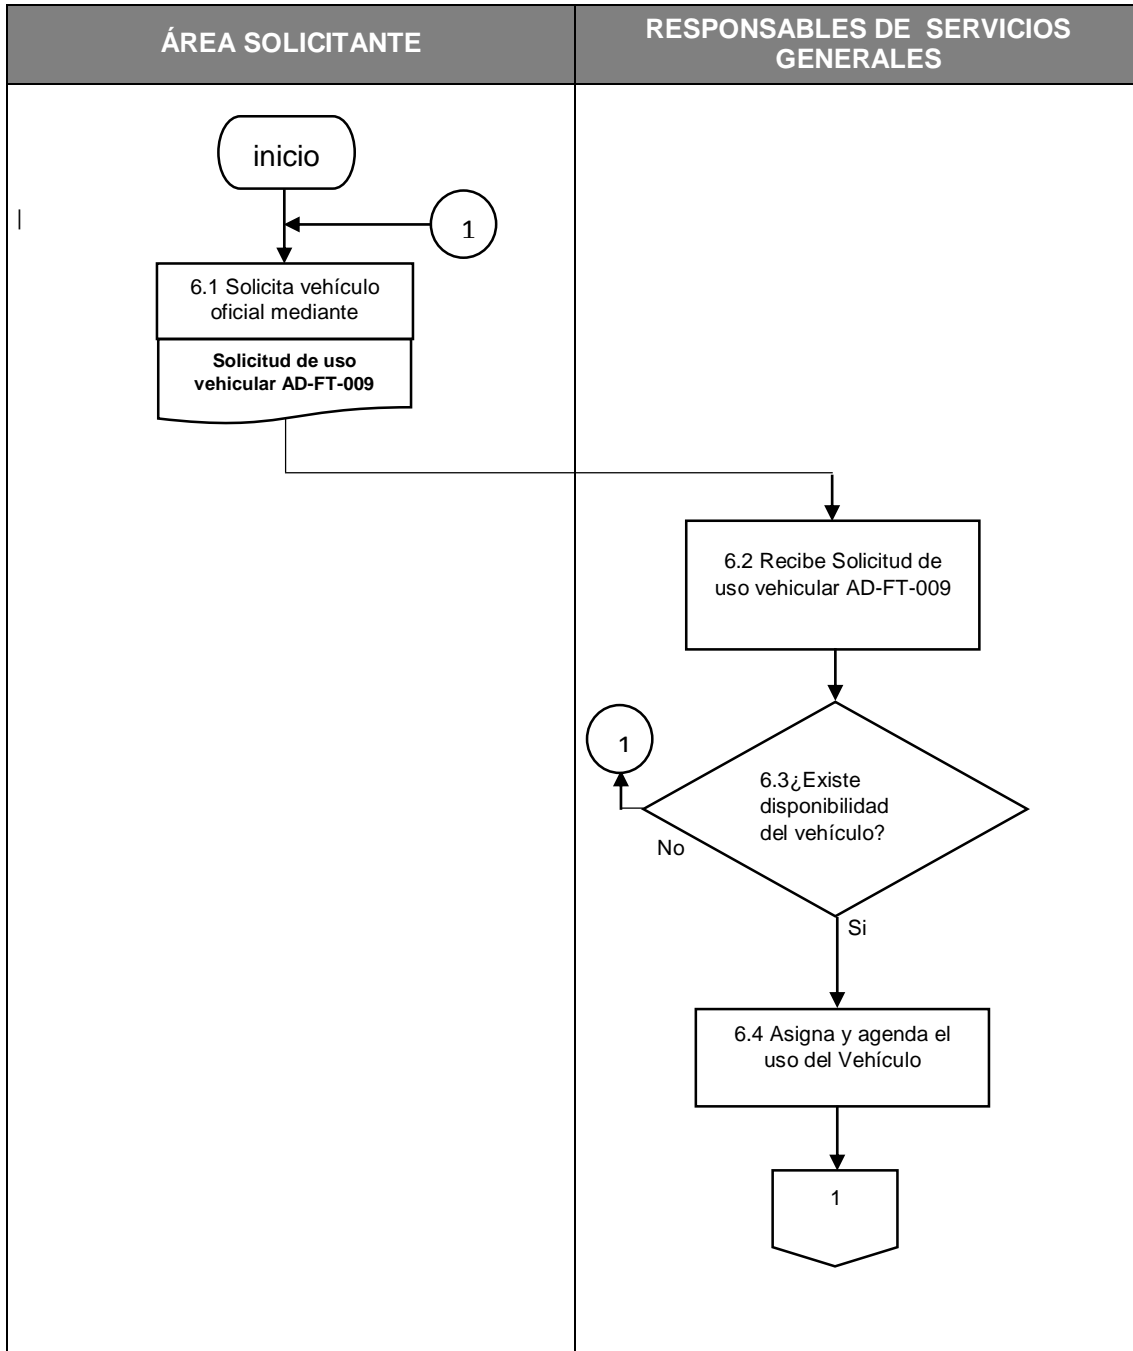 ÁREA SOLICITANTE
RESPONSABLES DE SERVICIOS
GENERALES
inicio
1
6.1 Solicita vehículo
oficial mediante
Solicitud de uso
vehicular AD-FT-009
6.2 Recibe Solicitud de
uso vehicular AD-FT-009
1
6.3¿Existe
disponibilidad
del vehículo?
No
Si
6.4 Asigna y agenda el
uso del Vehículo
1